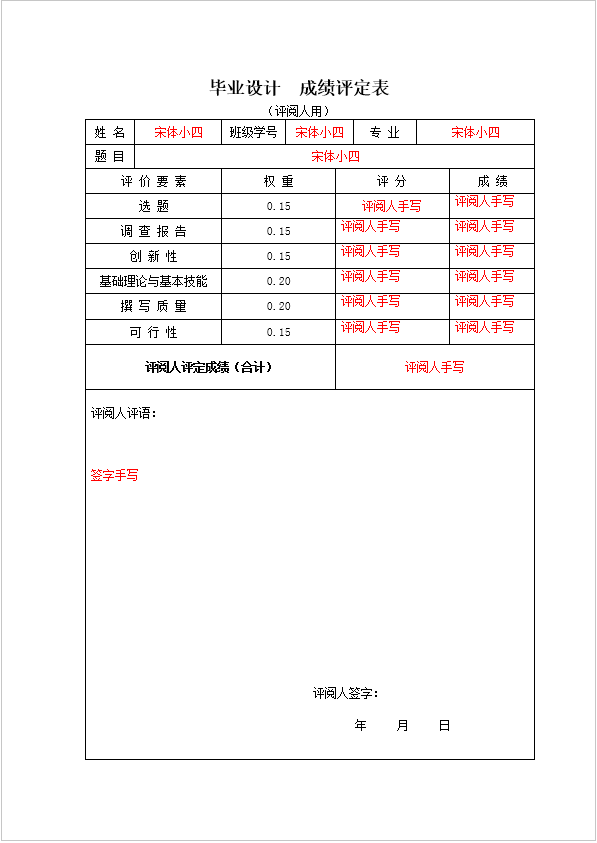 毕业设计 成绩评定表
（评阅人用）
姓 名 宋体小四 班级学号 宋体小四 专 业 宋体小四
题 目 宋体小四
评 价 要 素 权 重 评 分 成 绩
选 题 0.15 评阅人手写 评阅人手写
调 查 报 告 0.15 评阅人手写 评阅人手写
创 新 性 0.15 评阅人手写 评阅人手写
基础理论与基本技能 0.20 评阅人手写 评阅人手写
撰 写 质 量 0.20 评阅人手写 评阅人手写
可 行 性 0.15 评阅人手写 评阅人手写
评阅人评定成绩（合计） 评阅人手写
评阅人评语：
签字手写
评阅人签字：
年 月 日